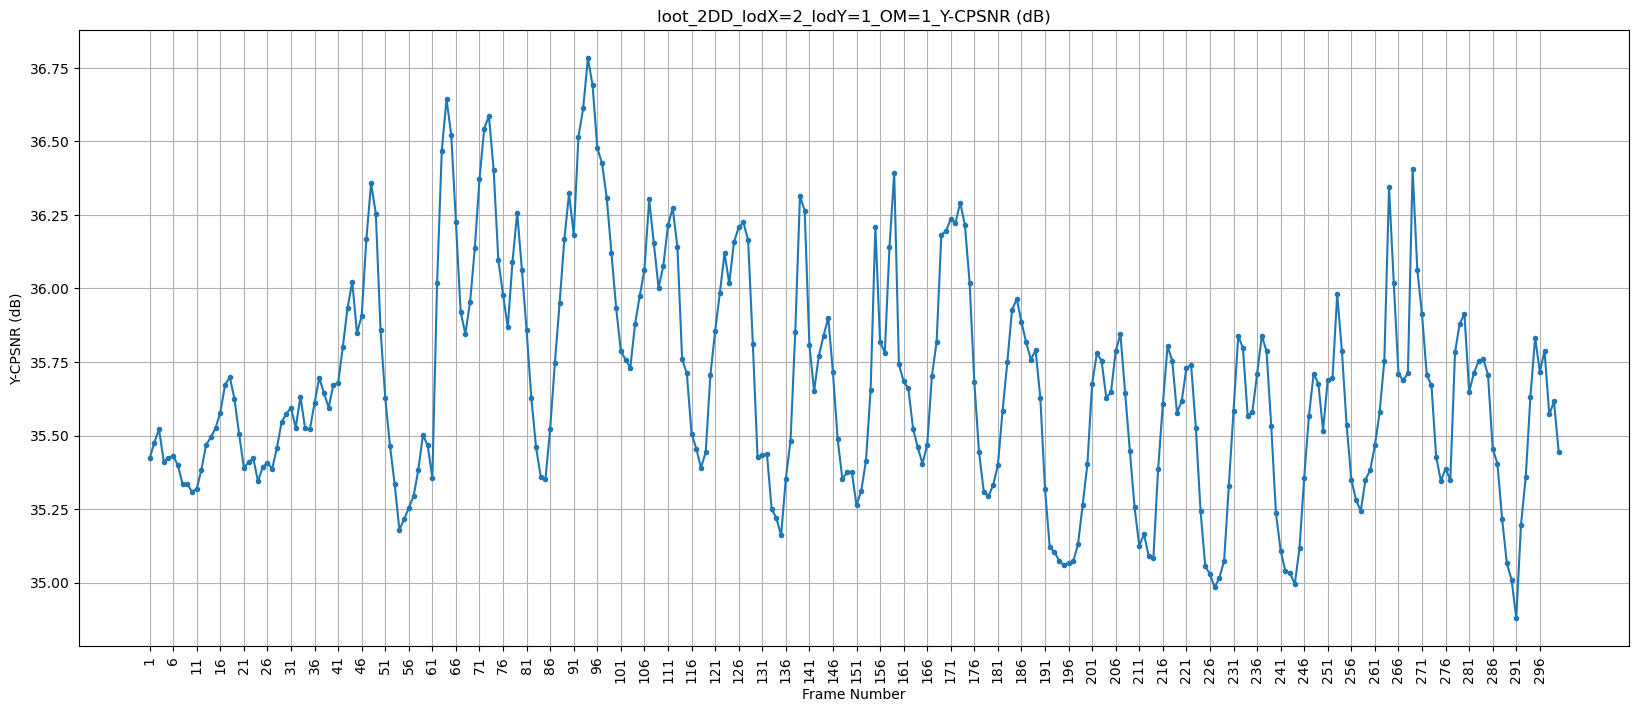 loot_2DD_lodX=2_lodY=1_OM=1_Y-CPSNR (dB)
36.75
36.50
36.25
36.00
35.75
35.50
35.25
35.00
Y-CPSNR (dB)
1 6 11 16 21 26 31 36 41 46 51 56 61 66 71 76 81 86 91 96 101 106 111 116 121 126 131 136 141 146 151 156 161 166 171 176 181 186 191 196 201 206 211 216 221 226 231 236 241 246 251 256 261 266 271 276 281 286 291 296
Frame Number